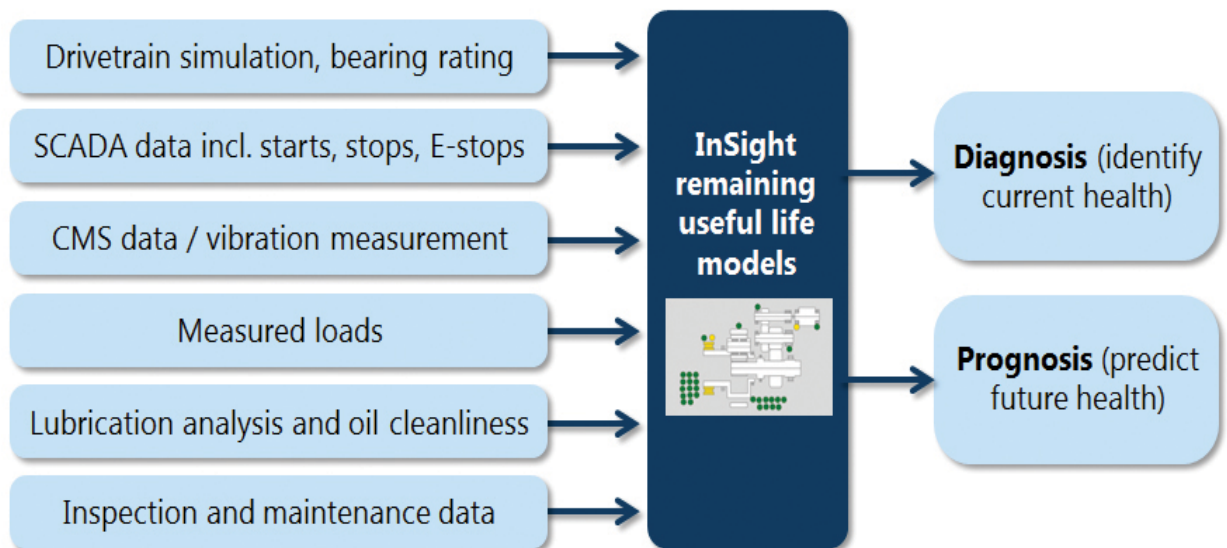 Drivetrain simulation, bearing rating
SCADA data incl. starts, stops, E-stops
CMS data / vibration measurement
Measured loads
Lubrication analysis and oil cleanliness
Inspection and maintenance data
InSight
remaining
useful life
models
Diagnosis (identify
current health)
Prognosis (predict
future health)